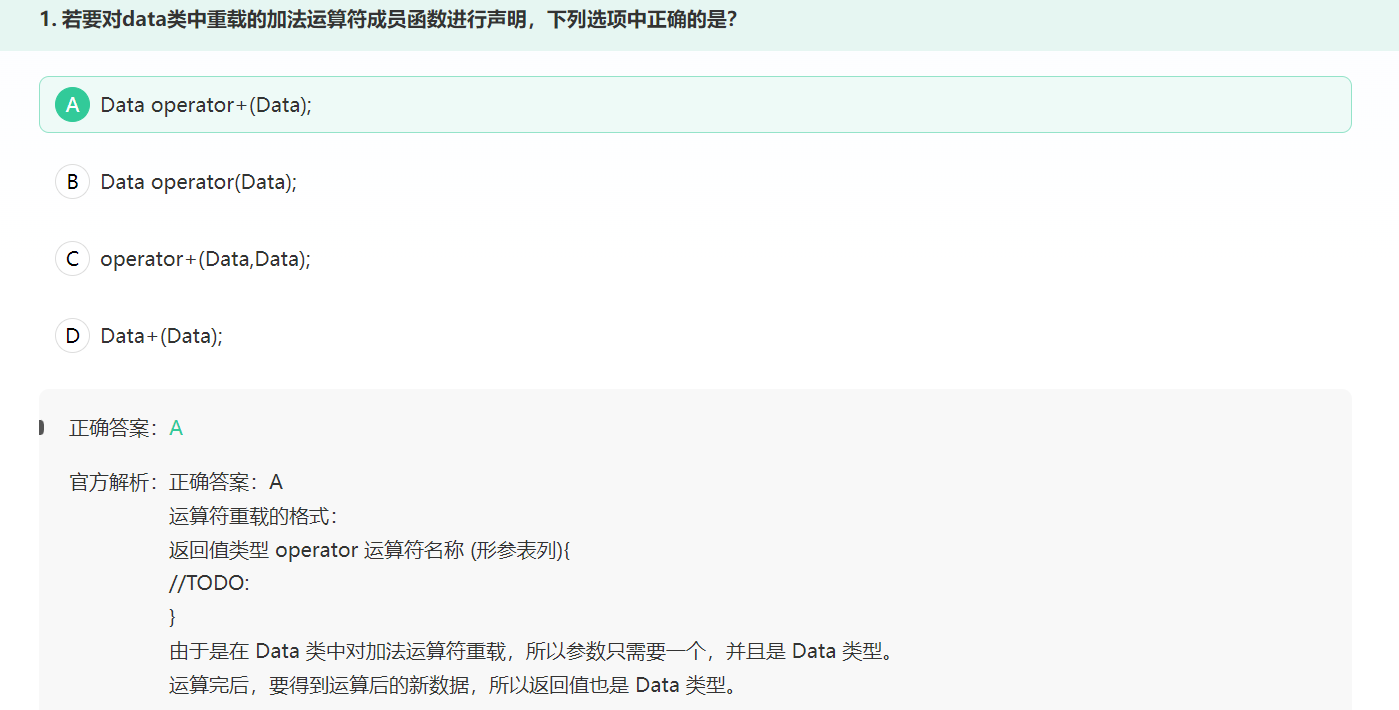 1. 若要对data类中重载的加法运算符成员函数进行声明，下列选项中正确的是？
A Data operator+(Data);
B Data operator(Data);
C operator+(Data,Data);
D Data+(Data);
正确答案：A
官方解析：正确答案：A
运算符重载的格式：
返回值类型 operator 运算符名称 (形参表列){
//TODO:
}
由于是在 Data 类中对加法运算符重载，所以参数只需要一个，并且是 Data 类型。
运算完后，要得到运算后的新数据，所以返回值也是 Data 类型。